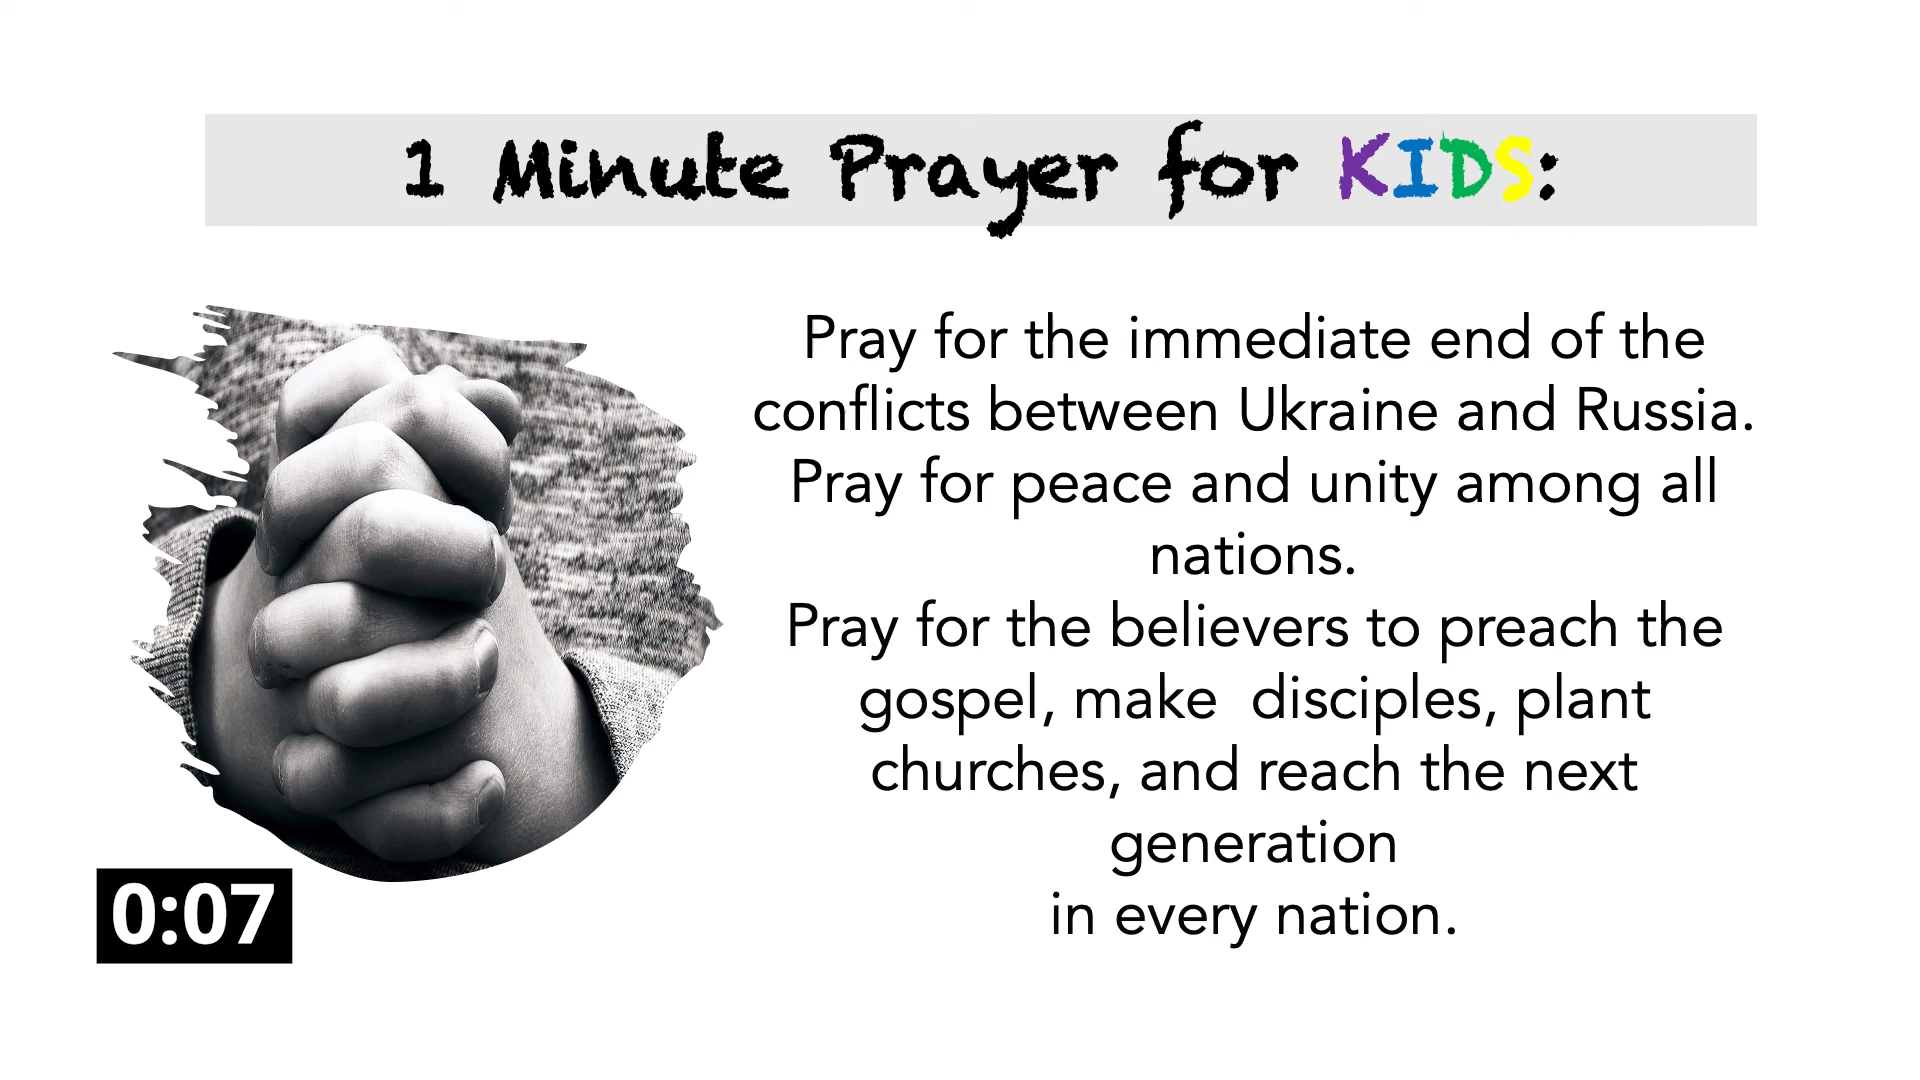 1 Minute Prayer for KIDS:
Pray for the immediate end of the
conflicts between Ukraine and Russia.
Pray for peace and unity among all
nations.
Pray for the believers to preach the
gospel, make  disciples, plant
churches, and reach the next
generation
in every nation.
0:07